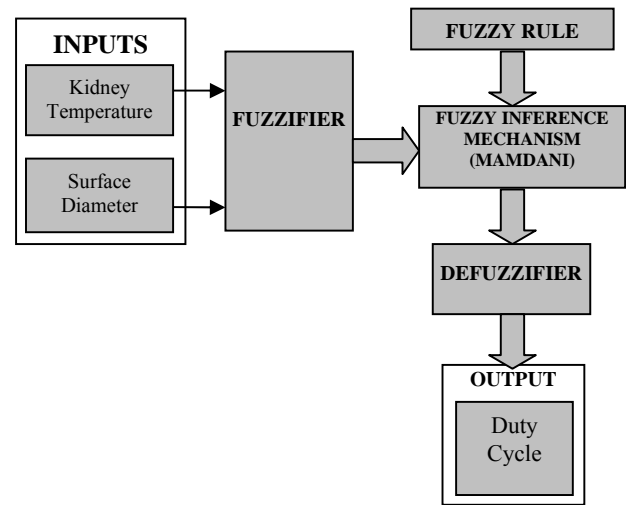 INPUTS
Kidney
Temperature
Surface
Diameter
FUZZIFIER
FUZZY RULE
FUZZY INFERENCE
MECHANISM
(MAMDANI)
DEFUZZIFIER
OUTPUT
Duty
Cycle